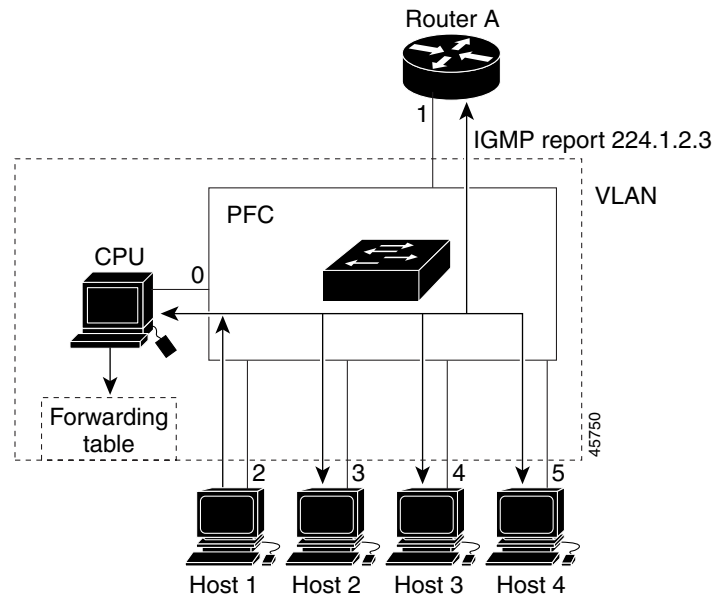 Router A
1
IGMP report 224.1.2.3
VLAN
PFC
CPU
0
Forwarding
table
45750
2
3
4
5
Host 1
Host 2
Host 3
Host 4